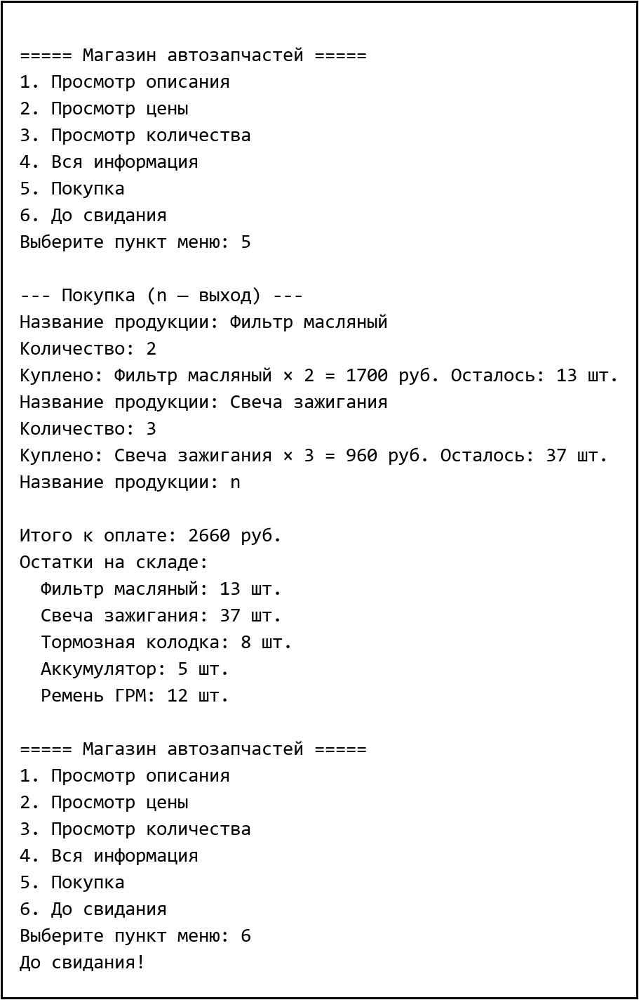 ===== Магазин автозапчастей =====
1. Просмотр описания
2. Просмотр цены
3. Просмотр количества
4. Вся информация
5. Покупка
6. До свидания
Выберите пункт меню: 5
--- Покупка (n — выход) ---
Название продукции: Фильтр масляный
Количество: 2
Куплено: Фильтр масляный × 2 = 1700 руб. Осталось: 13 шт.
Название продукции: Свеча зажигания
Количество: 3
Куплено: Свеча зажигания × 3 = 960 руб. Осталось: 37 шт.
Название продукции: n
Итого к оплате: 2660 руб.
Остатки на складе:
  Фильтр масляный: 13 шт.
  Свеча зажигания: 37 шт.
  Тормозная колодка: 8 шт.
  Аккумулятор: 5 шт.
  Ремень ГРМ: 12 шт.
===== Магазин автозапчастей =====
1. Просмотр описания
2. Просмотр цены
3. Просмотр количества
4. Вся информация
5. Покупка
6. До свидания
Выберите пункт меню: 6
До свидания!